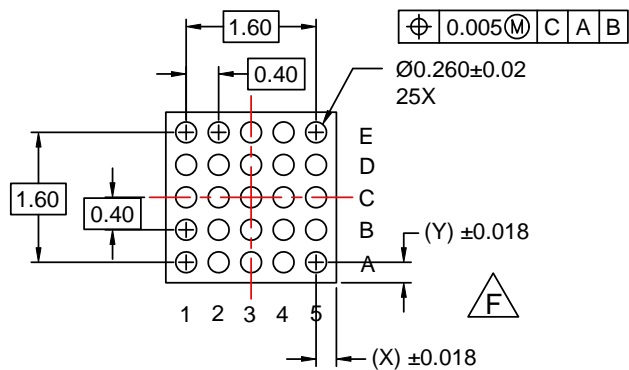 1.60
⌖ 0.005Ⓜ C A B
0.40
Ø0.260±0.02
25X
E
D
C
B
A
1.60
0.40
(Y) ±0.018
F
1 2 3 4 5
(X) ±0.018